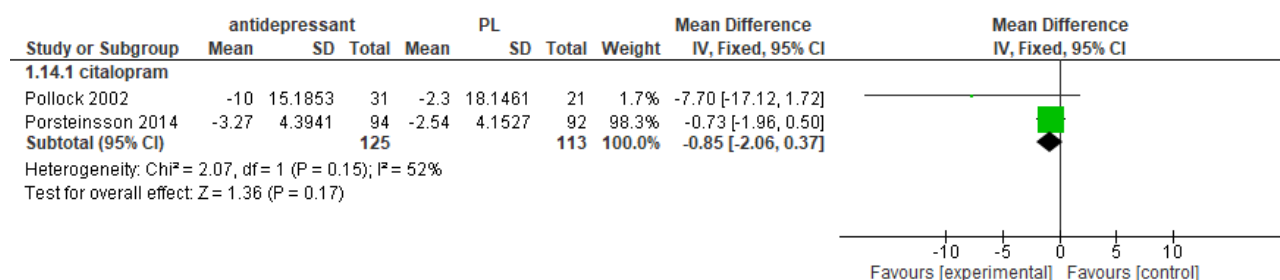 antidepressant PL Mean Difference Mean Difference
Study or Subgroup Mean SD Total Mean SD Total Weight IV, Fixed, 95% CI IV, Fixed, 95% CI
1.14.1 citalopram
Pollock 2002 -10 15.1853 31 -2.3 18.1461 21 1.7% -7.70 [-17.12, 1.72]
Porsteinsson 2014 -3.27 4.3941 94 -2.54 4.1527 92 98.3% -0.73 [-1.96, 0.50]
Subtotal (95% CI) 125 113 100.0% -0.85 [-2.06, 0.37]
Heterogeneity: Chi² = 2.07, df = 1 (P = 0.15); I² = 52%
Test for overall effect: Z = 1.36 (P = 0.17)
-10 -5 0 5 10
Favours [experimental] Favours [control]